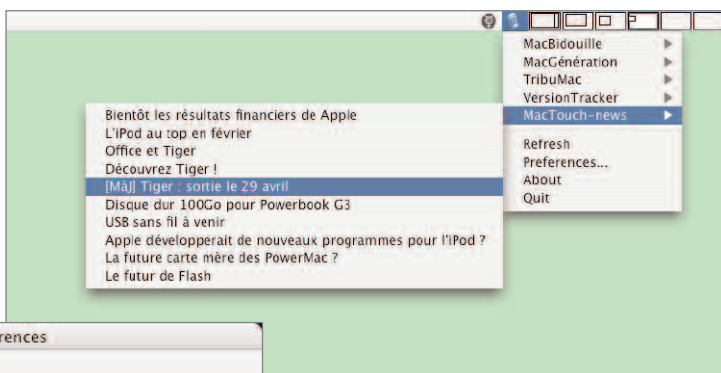 MacBidouille
MacGénération
TribuMac
VersionTracker
MacTouch-news
Refresh
Preferences...
About
Quit
Bientôt les résultats financiers de Apple
L'iPod au top en février
Office et Tiger
Découvrez Tiger !
[MàJ] Tiger : sortie le 29 avril
Disque dur 100Go pour Powerbook G3
USB sans fil à venir
Apple développerait de nouveaux programmes pour l'iPod ?
La future carte mère des PowerMac ?
Le futur de Flash
rences